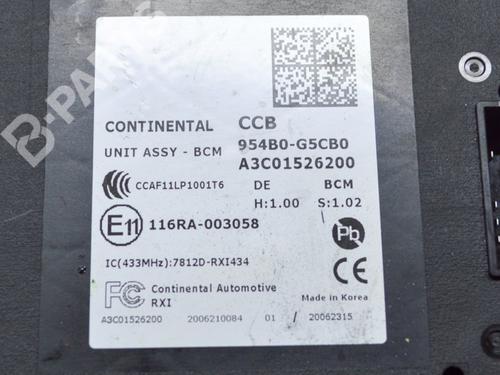 B-PARTS
CONTINENTAL CCB
UNIT ASSY - BCM 954B0-G5CB0
A3C01526200
CCAF11LP1001T6 DE BCM
H:1.00 S:1.02
E11 116RA-003058
Pb
IC(433MHz):7812D-RXI434
FC Continental Automotive CE
RXI Made in Korea
A3C01526200 2006210084 01 / 20062315